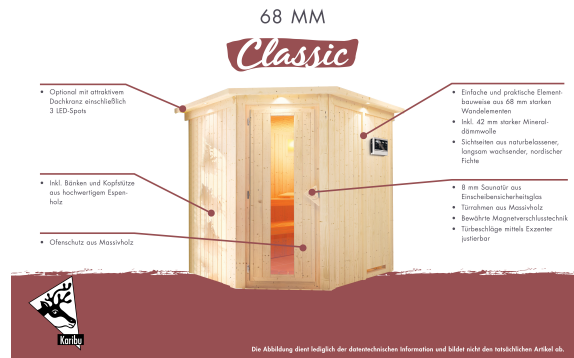 68 MM
Classic
• Optional mit attraktivem
Dachkranz einschließlich
3 LED-Spots
• Inkl. Bänken und Kopfstütze
aus hochwertigem Espen-
holz
• Ofenschutz aus Massivholz
• Einfache und praktische Element-
bauweise aus 68 mm starken
Wandelementen
• Inkl. 42 mm starker Mineral-
dämmwolle
• Sichtseiten aus naturbelassener,
langsam wachsender, nordischer
Fichte
• 8 mm Saunatür aus
Einscheibensicherheitsglas
• Türrahmen aus Massivholz
• Bewährte Magnetverschlusstechnik
• Türbeschläge mittels Exzenter
justierbar
Karibu
Die Abbildung dient lediglich der datentechnischen Information und bildet nicht den tatsächlichen Artikel ab.